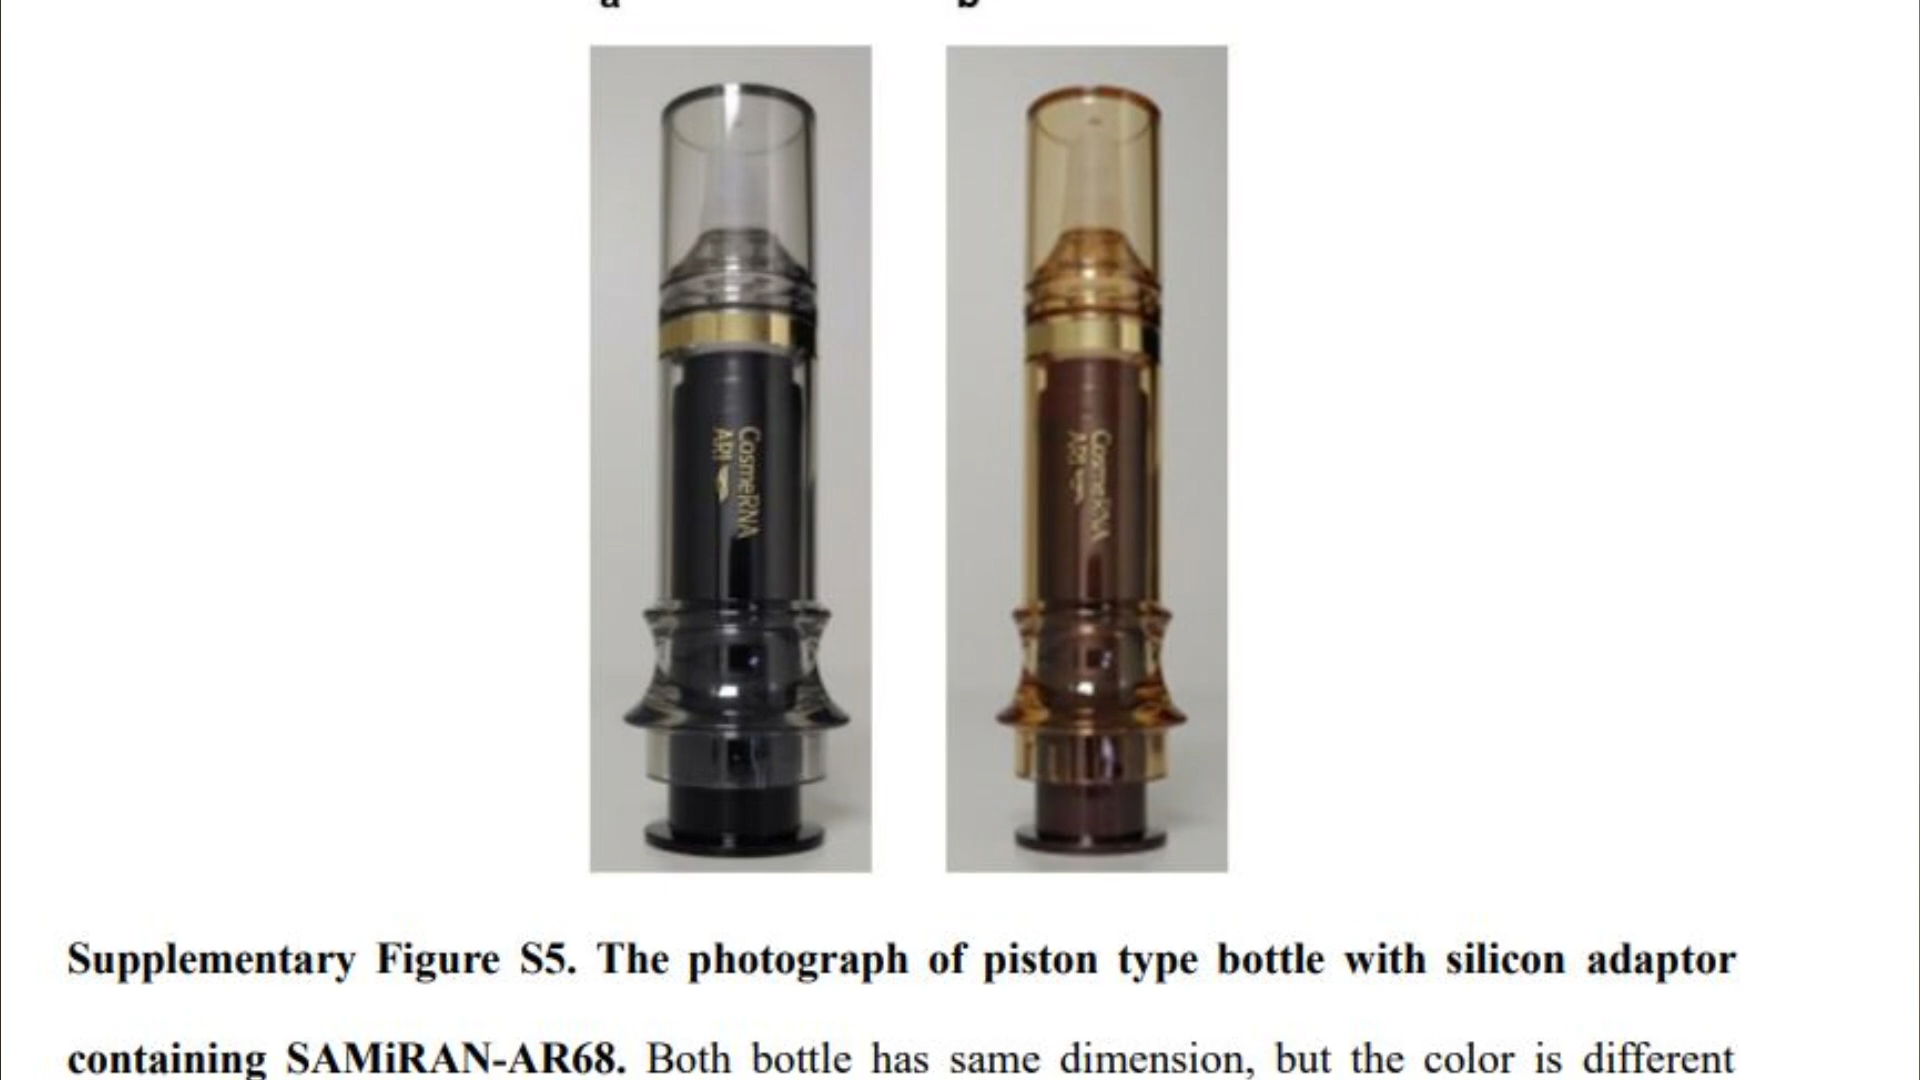 a b
CosmeRNA
ARI
CosmeRNA
ARI
Supplementary Figure S5. The photograph of piston type bottle with silicon adaptor
containing SAMiRAN-AR68. Both bottle has same dimension, but the color is different